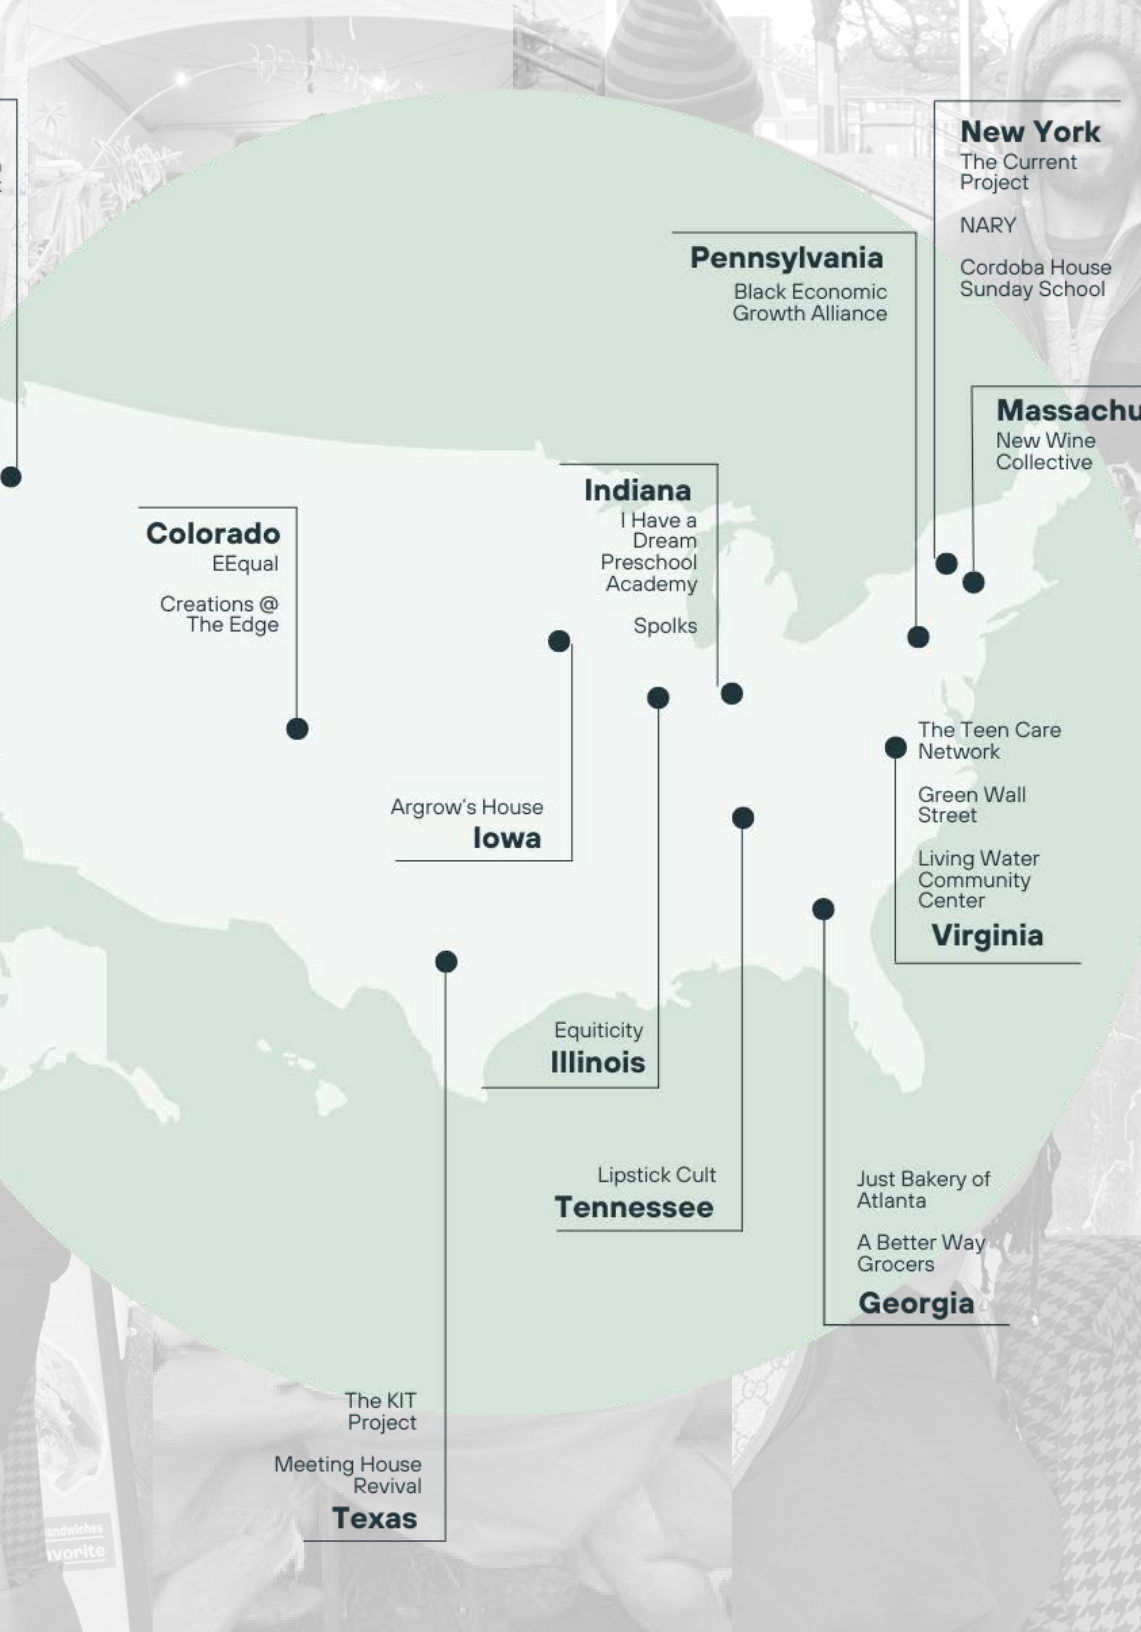 New York
The Current
Project
NARY
Cordoba House
Sunday School
Pennsylvania
Black Economic
Growth Alliance
Massachu
New Wine
Collective
Indiana
I Have a
Dream
Preschool
Academy
Spolks
Colorado
EEqual
Creations @
The Edge
Argrow's House
Iowa
The Teen Care
Network
Green Wall
Street
Living Water
Community
Center
Virginia
Equiticity
Illinois
Lipstick Cult
Tennessee
Just Bakery of
Atlanta
A Better Way
Grocers
Georgia
The KIT
Project
Meeting House
Revival
Texas
andwiches
avorite